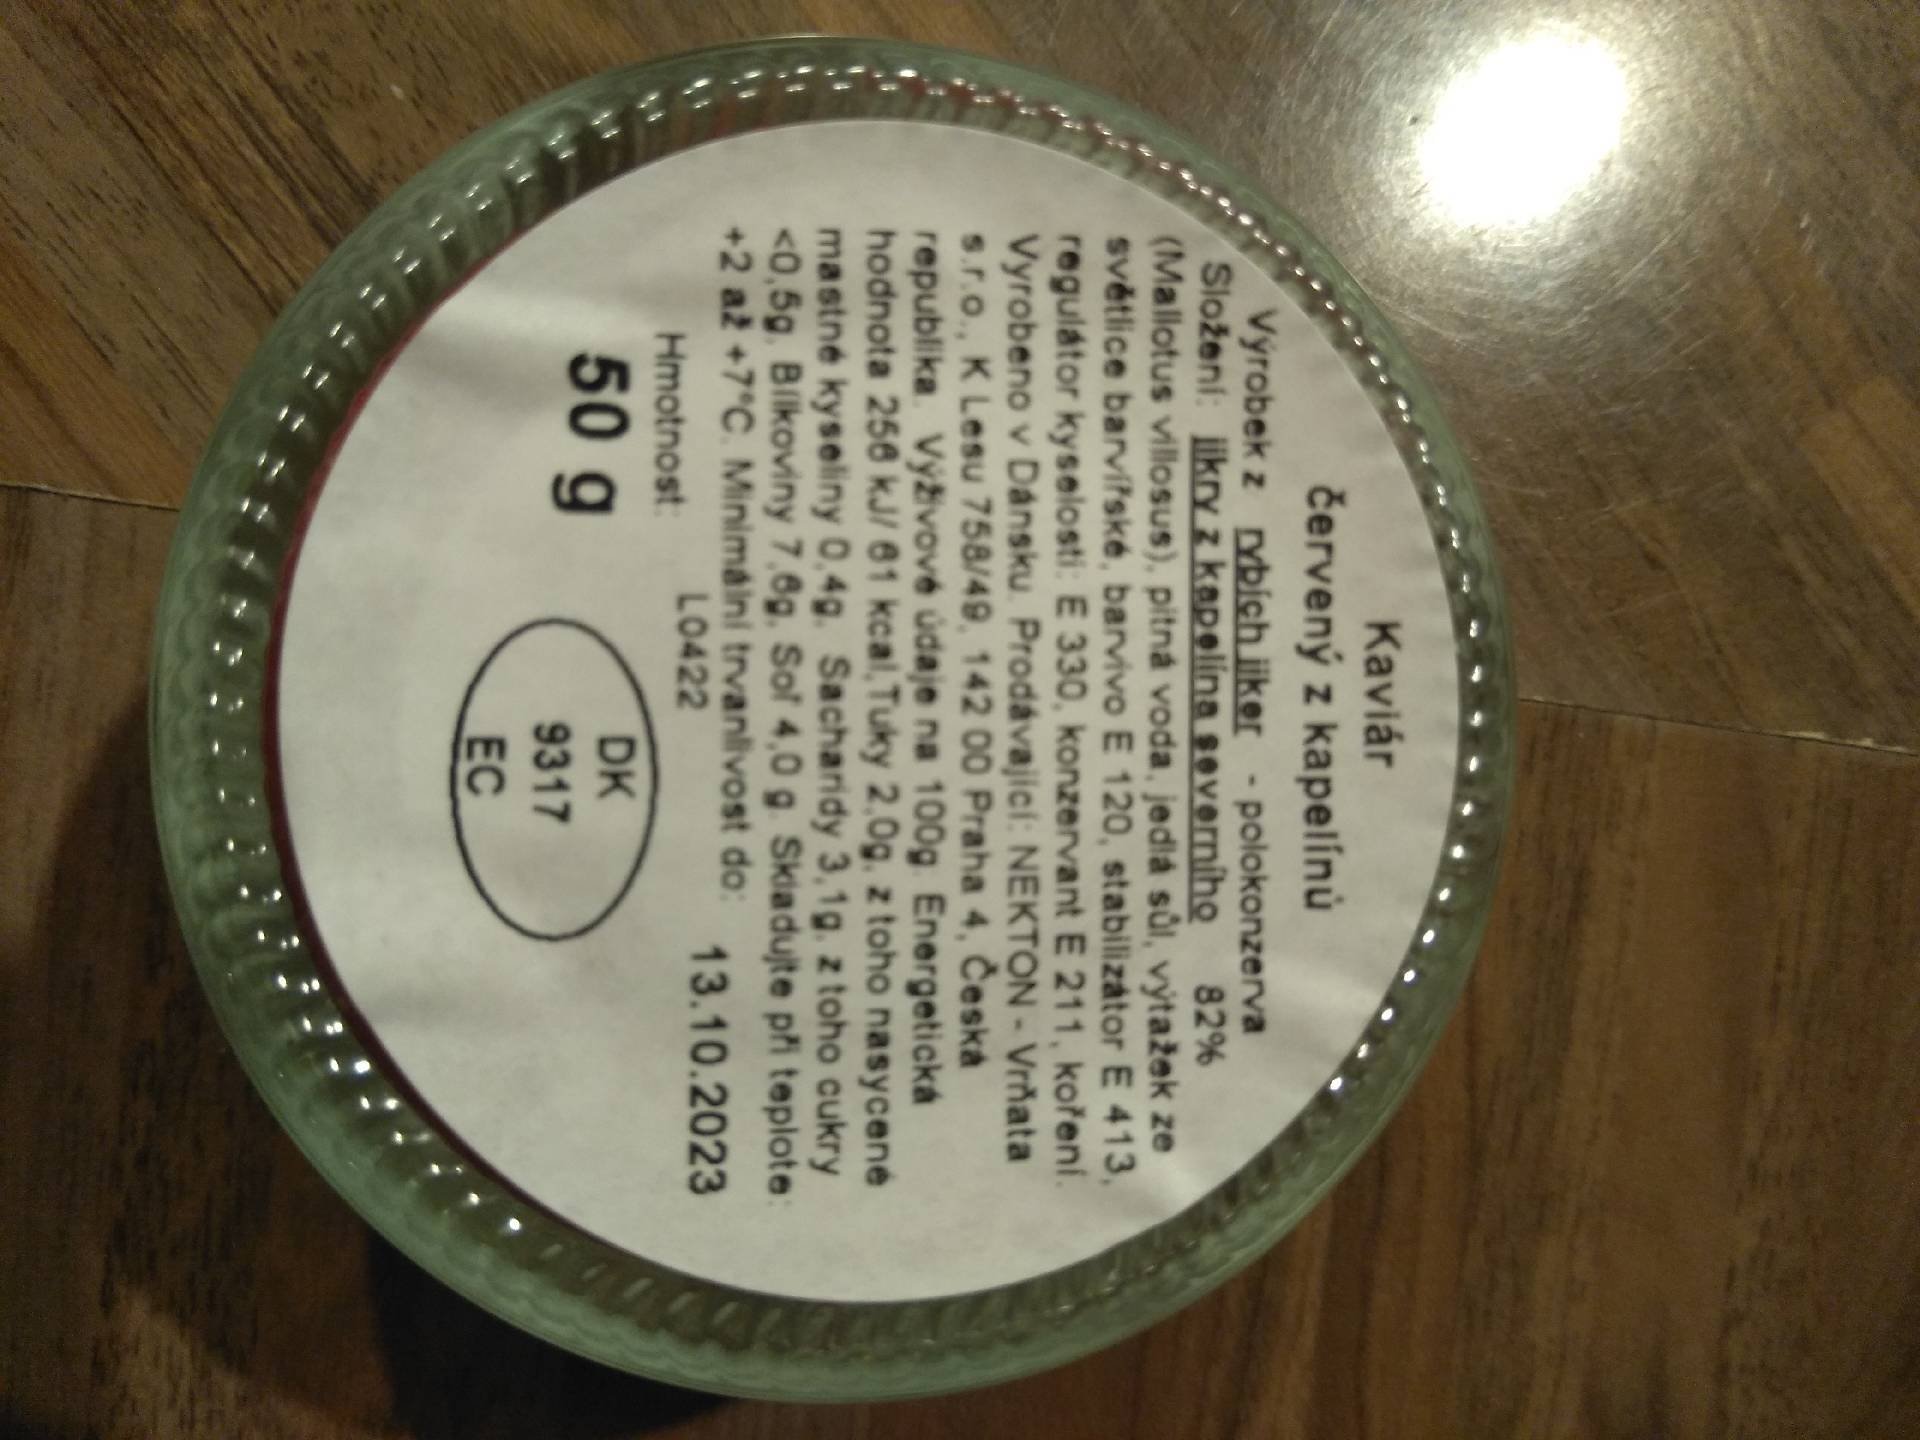 Kaviár
červený z kapelínů
Výrobek z rybích jiker - polokonzerva
Složení: jikry z kapelína severního 82%
(Mallotus villosus), pitná voda, jedlá sůl, výtažek ze
světlice barvířské, barvivo E 120, stabilizátor E 413,
regulátor kyselosti: E 330, konzervant E 211, koření.
Vyrobeno v Dánsku. Prodávající: NEKTON - Vrňata
s.r.o., K Lesu 758/49, 142 00 Praha 4, Česká
republika. Výživové údaje na 100g. Energetická
hodnota 256 kJ/ 61 kcal,Tuky 2,0g, z toho nasycené
mastné kyseliny 0,4g, Sacharidy 3,1g, z toho cukry
<0,5g, Bílkoviny 7,6g, Soľ 4,0 g. Skladujte při teplote:
+2 až +7°C. Minimální trvanlivost do:
Hmotnost: L0422 13.10.2023
50 g
DK
9317
EC